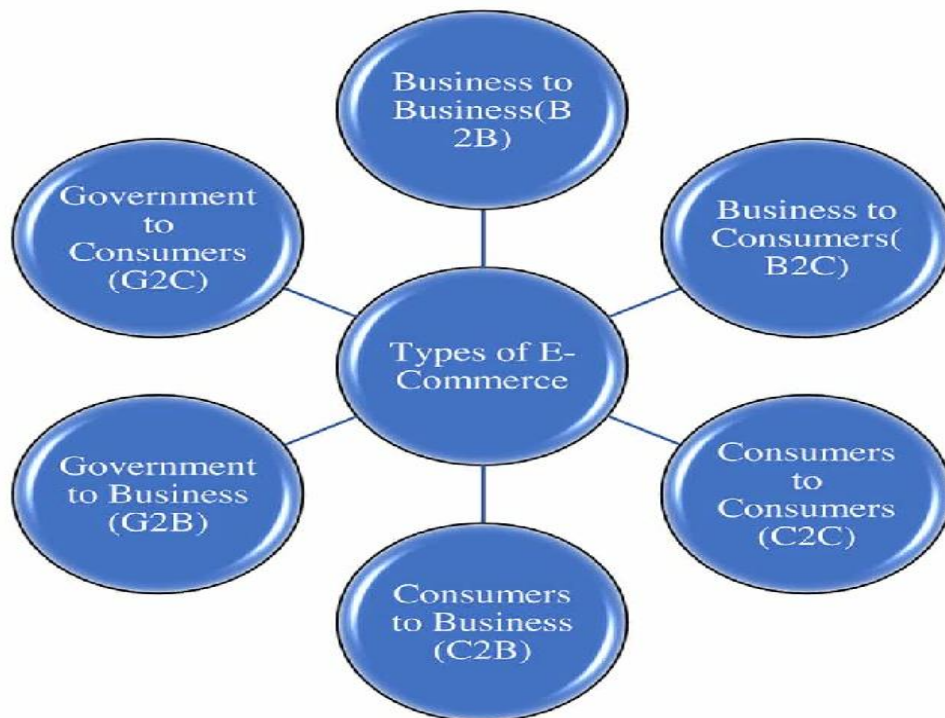 Business to
Business(B
2B)
Government
to
Consumers
(G2C)
Business to
Consumers(
B2C)
Types of E-
Commerce
Government
to Business
(G2B)
Consumers
to
Consumers
(C2C)
Consumers
to Business
(C2B)